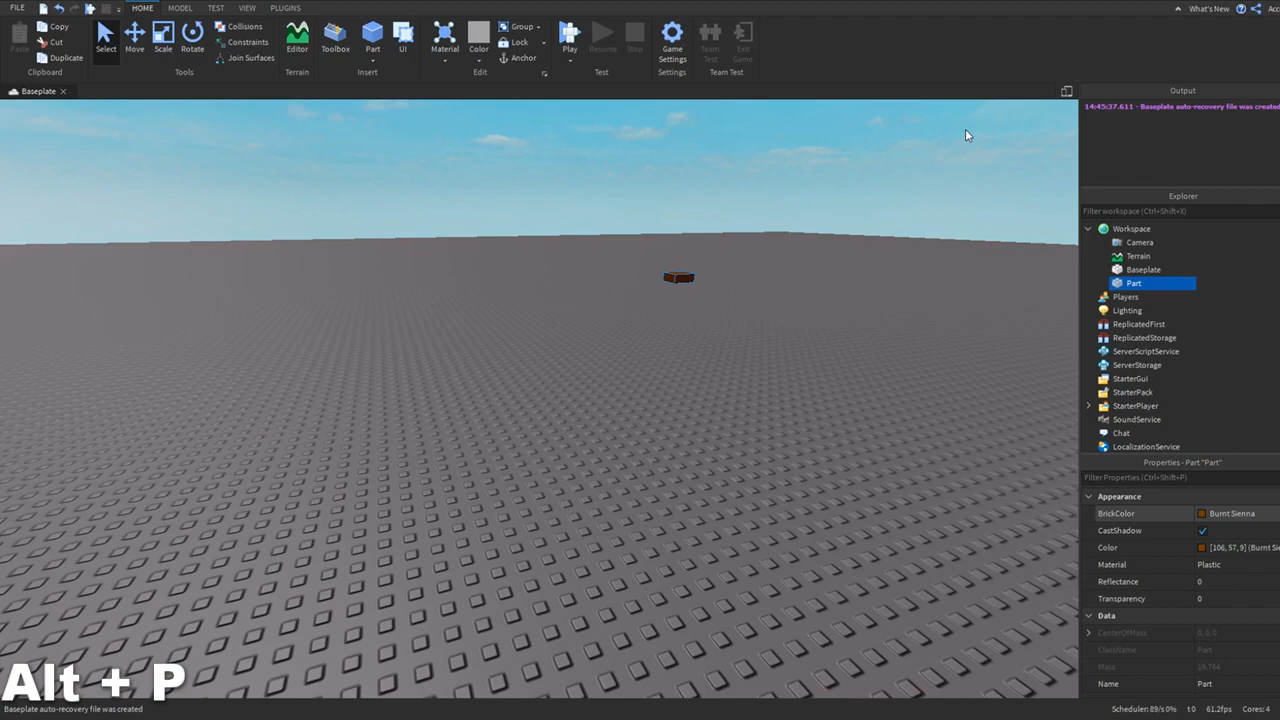 FILE HOME MODEL TEST VIEW PLUGINS What's New
Copy
Cut
Duplicate
Paste
Clipboard
Select Move Scale Rotate
Collisions
Constraints
Join Surfaces
Tools
Editor
Terrain
Toolbox Part UI
Insert
Material Color
Group
Lock
Anchor
Edit
Play Resume Stop
Test
Game
Settings
Settings
Team
Test
Exit
Game
Team Test
Baseplate
Output
14:45:37.611 - Baseplate auto-recovery file was created
Explorer
Filter workspace (Ctrl+Shift+X)
Workspace
Camera
Terrain
Baseplate
Part
Players
Lighting
ReplicatedFirst
ReplicatedStorage
ServerScriptService
ServerStorage
StarterGui
StarterPack
StarterPlayer
SoundService
Chat
LocalizationService
Properties - Part "Part"
Filter Properties (Ctrl+Shift+P)
Appearance
BrickColor Burnt Sienna
CastShadow
Color [106, 57, 9] (Burnt Si
Material Plastic
Reflectance 0
Transparency 0
Data
CenterOfMass 0, 0, 0
ClassName Part
Mass 19.764
Name Part
Alt + P
Baseplate auto-recovery file was created
Scheduler: 89/s 0% t 0 61.2fps Cores: 4